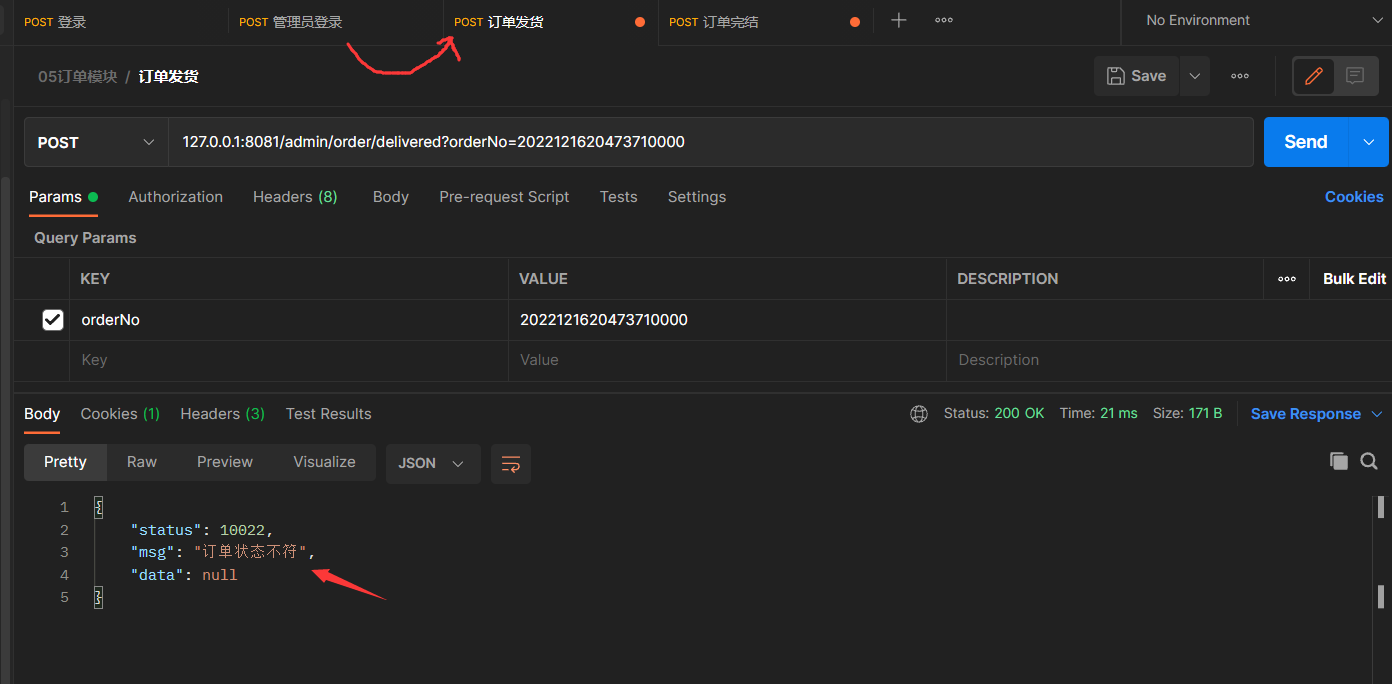 POST 登录 POST 管理员登录 POST 订单发货 POST 订单完结 No Environment
05订单模块 / 订单发货 Save
POST 127.0.0.1:8081/admin/order/delivered?orderNo=2022121620473710000 Send
Params Authorization Headers (8) Body Pre-request Script Tests Settings Cookies
Query Params
KEY VALUE DESCRIPTION Bulk Edit
orderNo 2022121620473710000
Key Value Description
Body Cookies (1) Headers (3) Test Results Status: 200 OK Time: 21 ms Size: 171 B Save Response
Pretty Raw Preview Visualize JSON
1 {
2 "status": 10022,
3 "msg": "订单状态不符",
4 "data": null
5 }